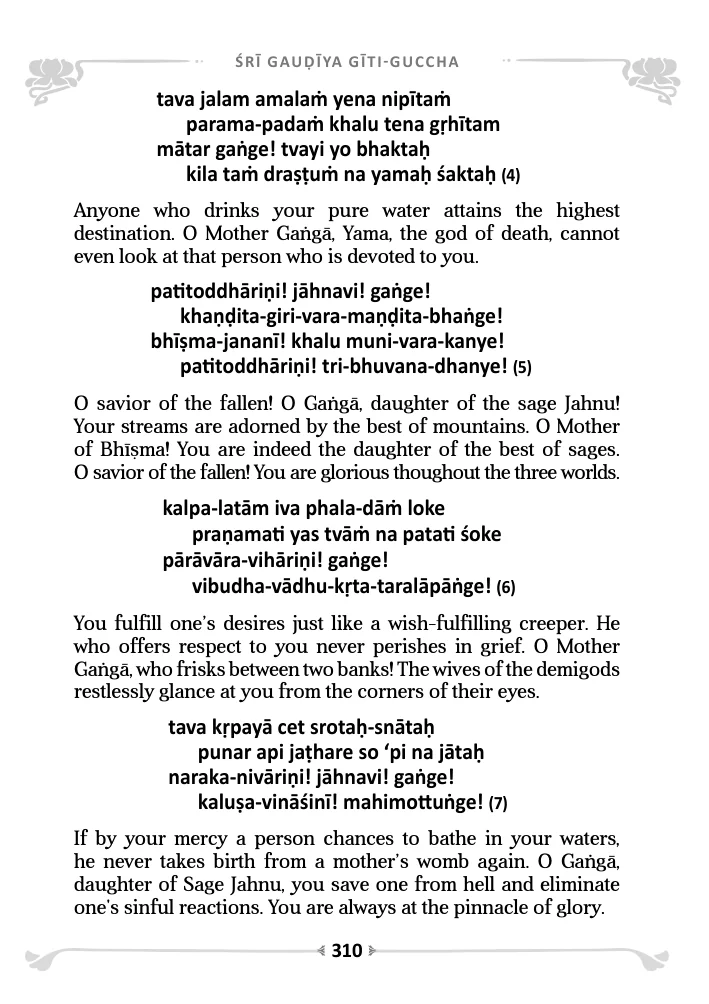 ŚRĪ GAUḌĪYA GĪTI-GUCCHA
tava jalam amalaṁ yena nipītaṁ
parama-padaṁ khalu tena gṛhītam
mātar gaṅge! tvayi yo bhaktaḥ
kila taṁ draṣṭuṁ na yamaḥ śaktaḥ (4)
Anyone who drinks your pure water attains the highest
destination. O Mother Gaṅgā, Yama, the god of death, cannot
even look at that person who is devoted to you.
patitoddhāriṇi! jāhnavi! gaṅge!
khaṇḍita-giri-vara-maṇḍita-bhaṅge!
bhīṣma-jananī! khalu muni-vara-kanye!
patitoddhāriṇi! tri-bhuvana-dhanye! (5)
O savior of the fallen! O Gaṅgā, daughter of the sage Jahnu!
Your streams are adorned by the best of mountains. O Mother
of Bhīṣma! You are indeed the daughter of the best of sages.
O savior of the fallen! You are glorious thoughout the three worlds.
kalpa-latām iva phala-dāṁ loke
praṇamati yas tvāṁ na patati śoke
pārāvāra-vihāriṇi! gaṅge!
vibudha-vādhu-kṛta-taralāpāṅge! (6)
You fulfill one’s desires just like a wish-fulfilling creeper. He
who offers respect to you never perishes in grief. O Mother
Gaṅgā, who frisks between two banks! The wives of the demigods
restlessly glance at you from the corners of their eyes.
tava kṛpayā cet srotaḥ-snātaḥ
punar api jaṭhare so ‘pi na jātaḥ
naraka-nivāriṇi! jāhnavi! gaṅge!
kaluṣa-vināśinī! mahimottuṅge! (7)
If by your mercy a person chances to bathe in your waters,
he never takes birth from a mother’s womb again. O Gaṅgā,
daughter of Sage Jahnu, you save one from hell and eliminate
one's sinful reactions. You are always at the pinnacle of glory.
310